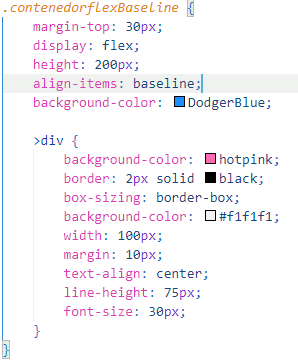 .contenedorflexBaseline {
margin-top: 30px;
display: flex;
height: 200px;
align-items: baseline;
background-color: DodgerBlue;
>div {
background-color: hotpink;
border: 2px solid black;
box-sizing: border-box;
background-color: #f1f1f1;
width: 100px;
margin: 10px;
text-align: center;
line-height: 75px;
font-size: 30px;
}
}